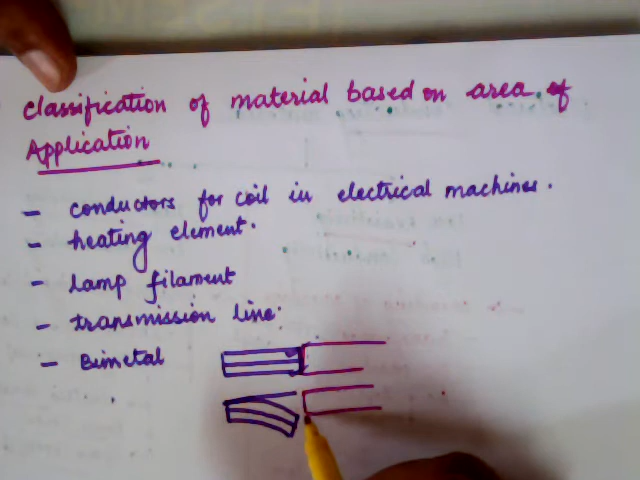 classification of material based on area of
Application
- conductors for coil in electrical machines.
- heating element.
- Lamp filament
- transmission line.
- Bimetal